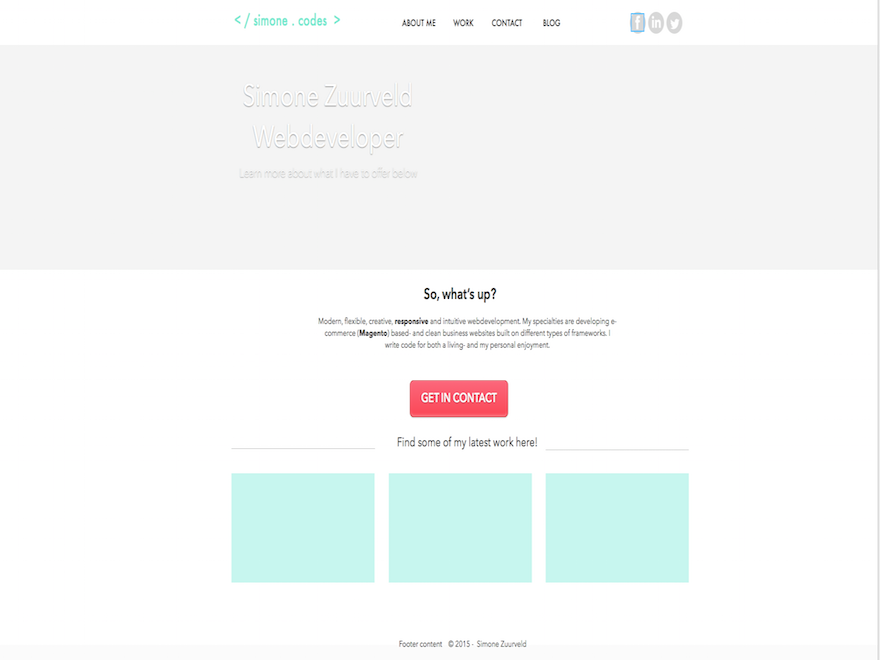 </ simone . codes >
ABOUT ME WORK CONTACT BLOG
f in
Simone Zuurveld
Webdeveloper
Learn more about what I have to offer below
So, what's up?
Modern, flexible, creative, responsive and intuitive webdevelopment. My specialties are developing e-
commerce (Magento) based- and clean business websites built on different types of frameworks. I
write code for both a living- and my personal enjoyment.
GET IN CONTACT
Find some of my latest work here!
Footer content © 2015 - Simone Zuurveld